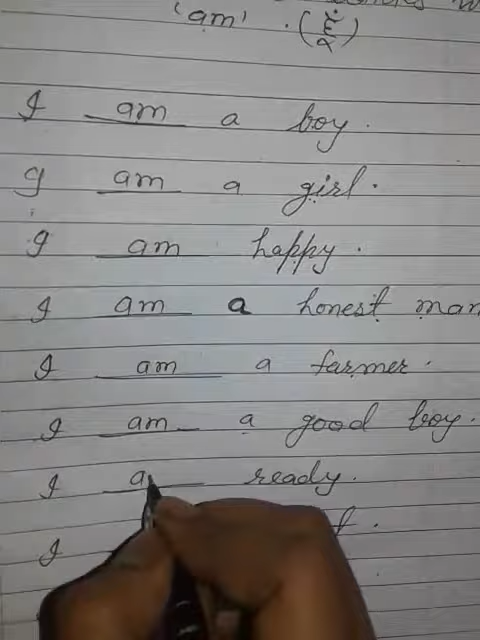 'am' . (हूँ)
I am a boy.
I am a girl.
I am happy.
I am a honest man
I am a farmer.
I am a good boy.
I a ready.
I